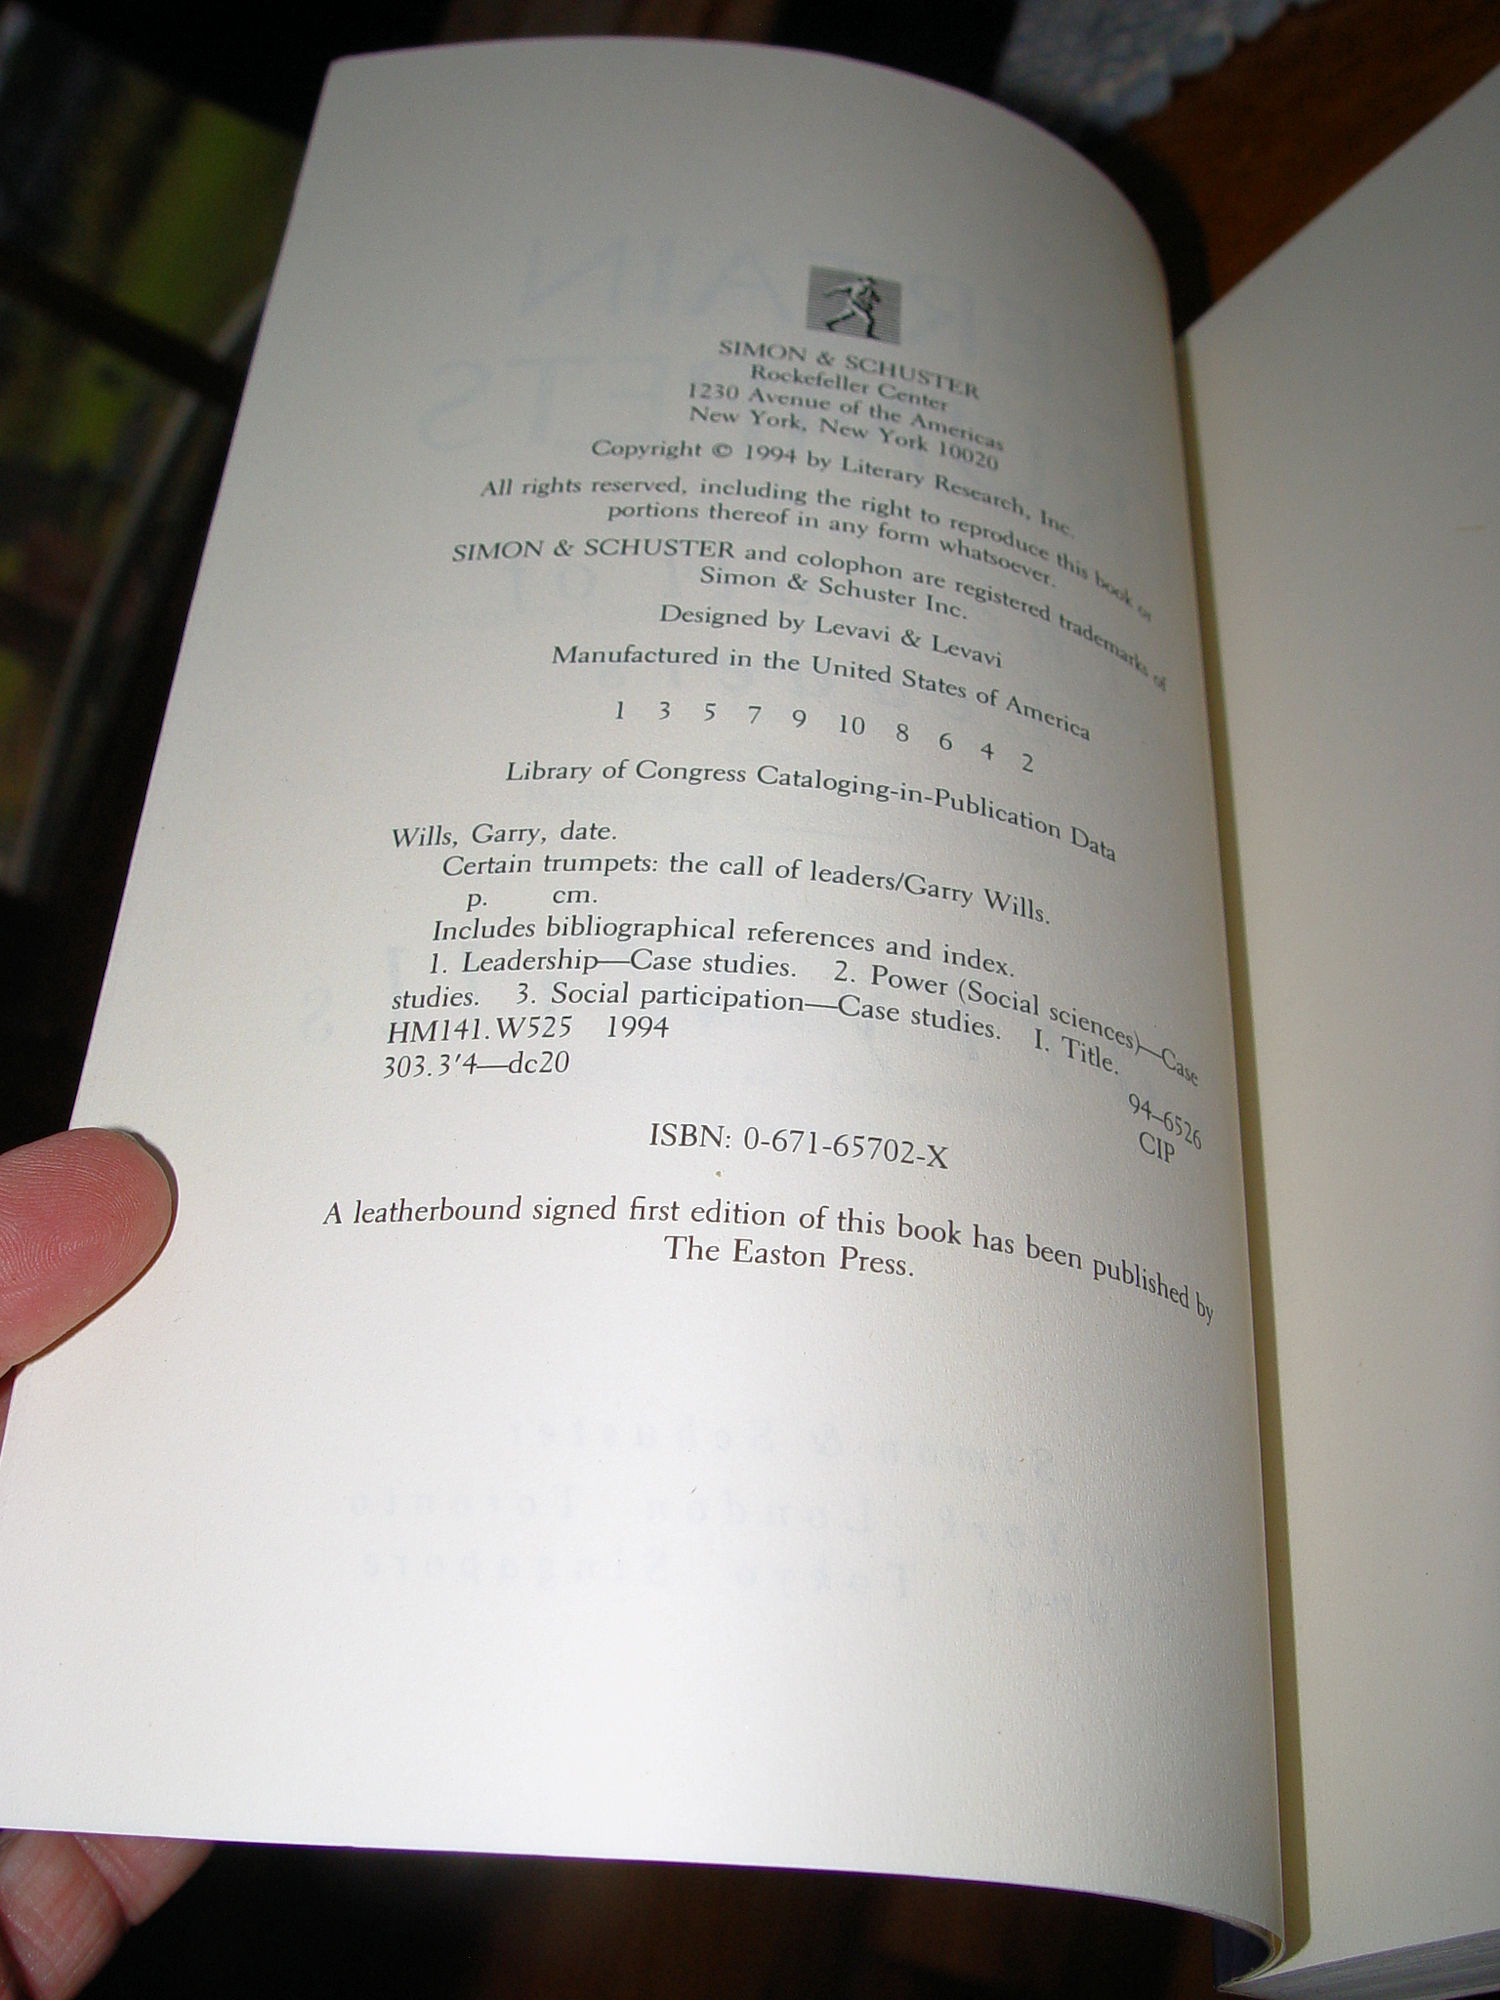 SIMON & SCHUSTER
Rockefeller Center
1230 Avenue of the Americas
New York, New York 10020
Copyright © 1994 by Literary Research, Inc.
All rights reserved, including the right to reproduce this book or
portions thereof in any form whatsoever.
SIMON & SCHUSTER and colophon are registered trademarks of
Simon & Schuster Inc.
Designed by Levavi & Levavi
Manufactured in the United States of America
1 3 5 7 9 10 8 6 4 2
Library of Congress Cataloging-in-Publication Data
Wills, Garry, date.
Certain trumpets: the call of leaders/Garry Wills.
p. cm.
Includes bibliographical references and index.
1. Leadership—Case studies. 2. Power (Social sciences)—Case
studies. 3. Social participation—Case studies. I. Title.
HM141.W525 1994
303.3'4—dc20
94–6526
CIP
ISBN: 0-671-65702-X
A leatherbound signed first edition of this book has been published by
The Easton Press.